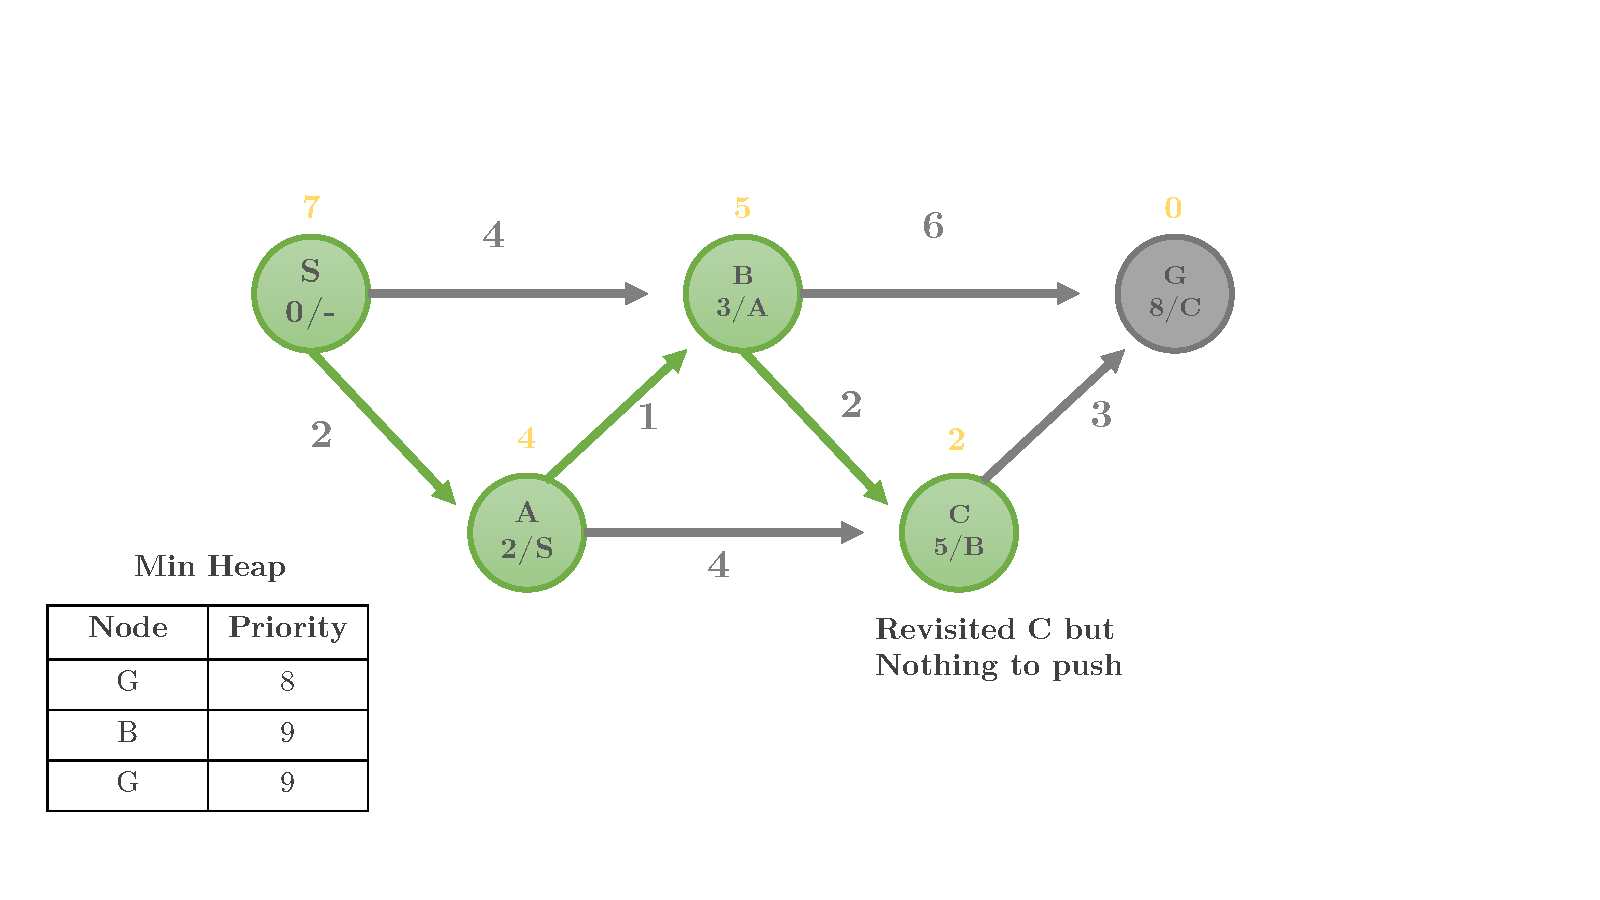 7
5
0
4
6
S
0/-
B
3/A
G
8/C
2
1
2
3
4
2
A
2/S
C
5/B
4
Min Heap
Node Priority
G 8
B 9
G 9
Revisited C but
Nothing to push